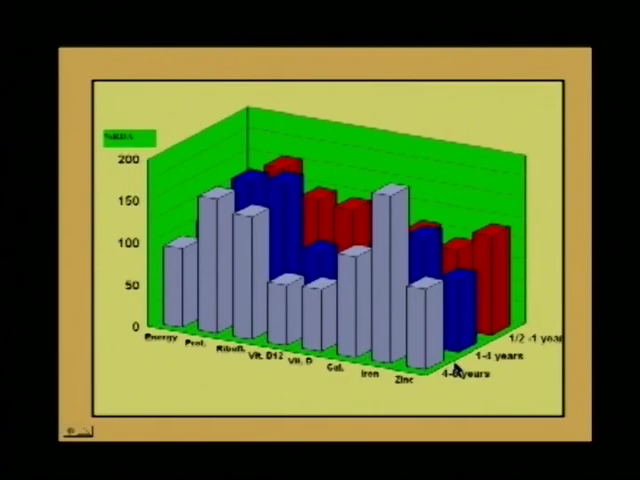 %RDA
200
150
100
50
0
Energy
Prot.
Ribofl.
Vit. D12
Vit. D
Cal.
Iron
Zinc
4-6 years
1-4 years
1/2 -1 year